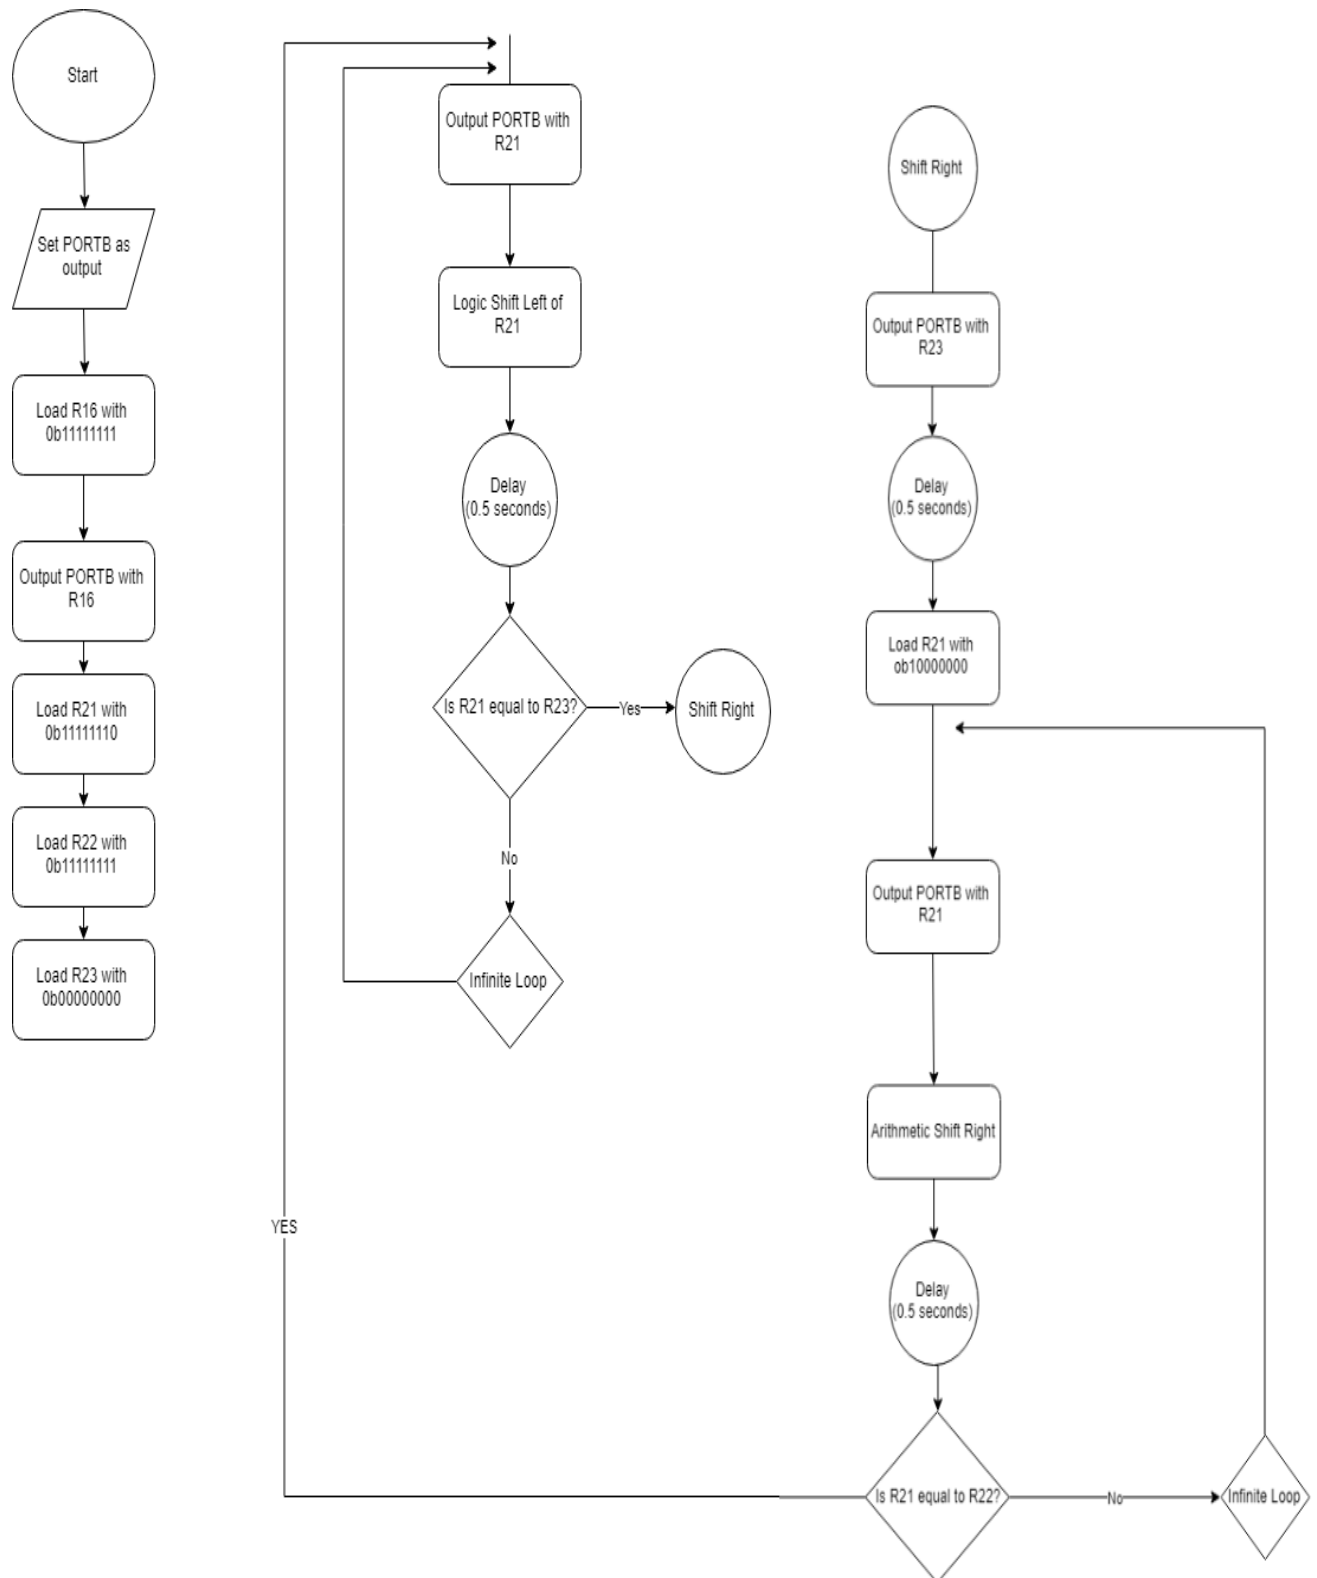 Start
Set PORTB as
output
Load R16 with
0b11111111
Output PORTB with
R16
Load R21 with
0b11111110
Load R22 with
0b11111111
Load R23 with
0b00000000
Output PORTB with
R21
Logic Shift Left of
R21
Delay
(0.5 seconds)
Is R21 equal to R23?
Yes
Shift Right
No
Infinite Loop
YES
Shift Right
Output PORTB with
R23
Delay
(0.5 seconds)
Load R21 with
ob10000000
Output PORTB with
R21
Arithmetic Shift Right
Delay
(0.5 seconds)
Is R21 equal to R22?
No
Infinite Loop